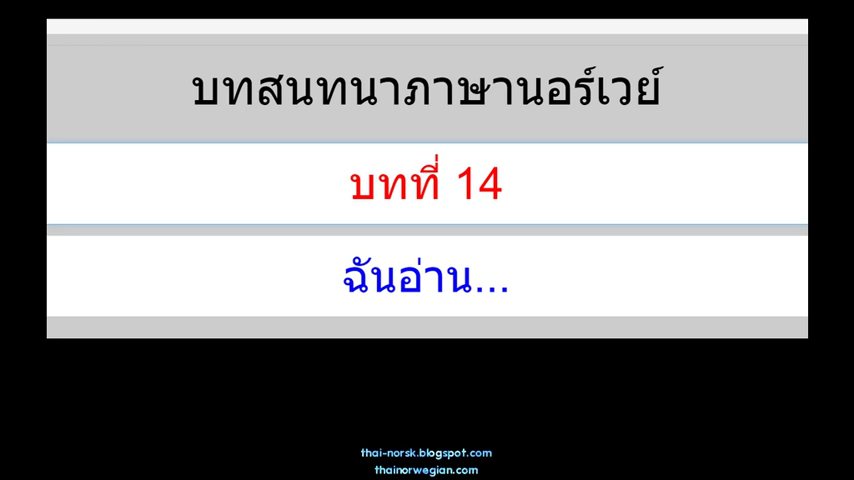 บทสนทนาภาษานอร์เวย์
บทที่ 14
ฉันอ่าน...
thai-norsk.blogspot.com
thainorwegian.com